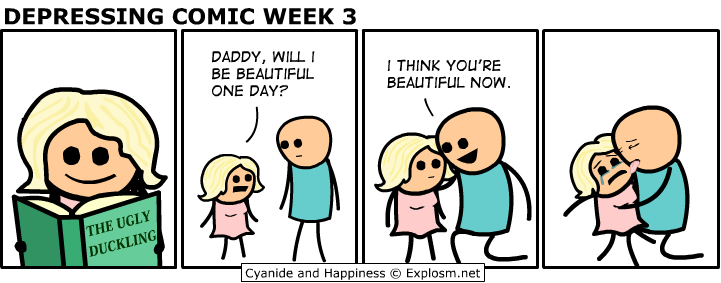 DEPRESSING COMIC WEEK 3
THE UGLY
DUCKLING
DADDY, WILL I
BE BEAUTIFUL
ONE DAY?
I THINK YOU'RE
BEAUTIFUL NOW.
Cyanide and Happiness © Explosm.net